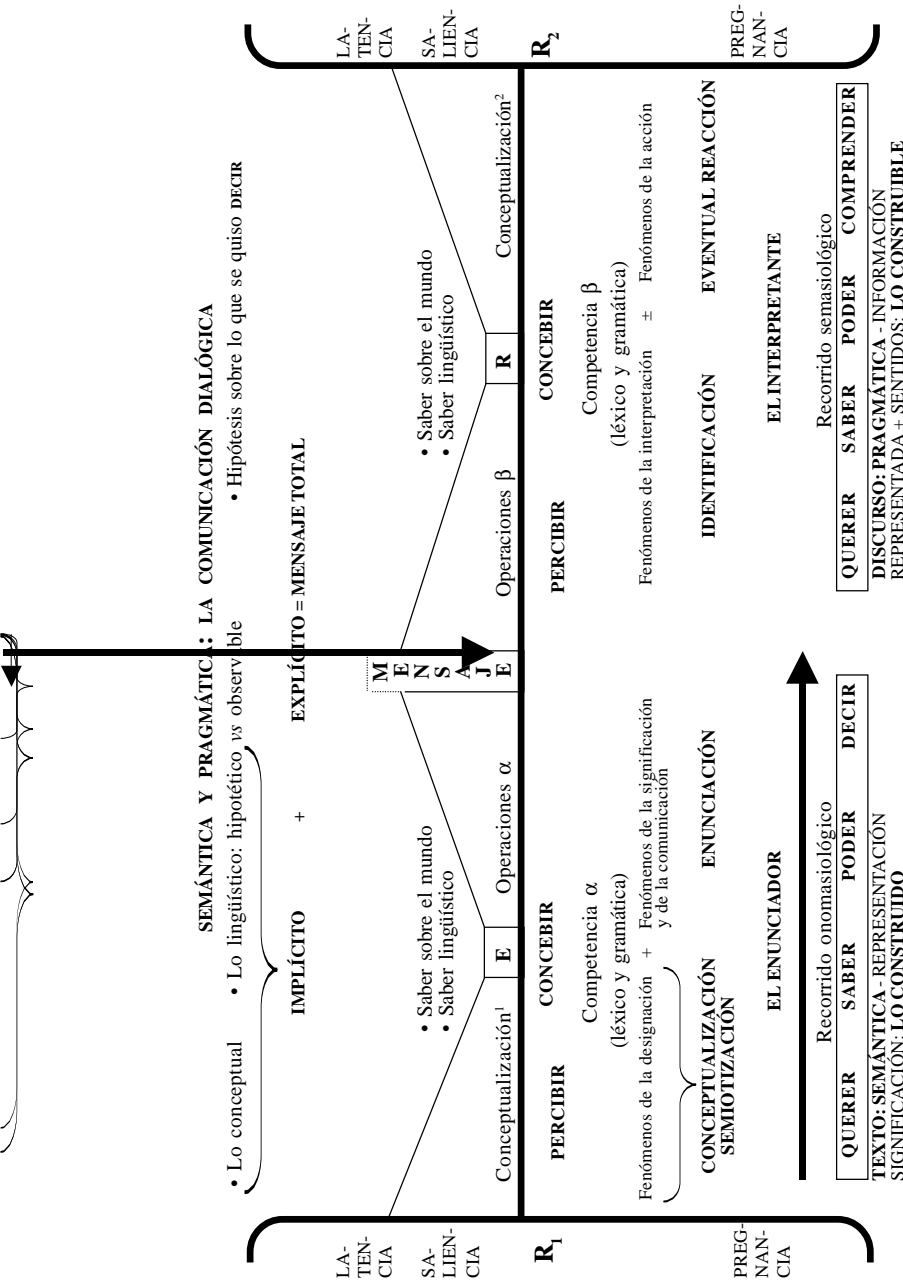 SEMÁNTICA Y PRAGMÁTICA: LA COMUNICACIÓN DIALÓGICA
• Lo conceptual • Lo lingüístico: hipotético vs observable • Hipótesis sobre lo que se quiso DECIR
IMPLÍCITO + EXPLÍCITO = MENSAJE TOTAL
LA-
TEN-
CIA
SA-
LIEN-
CIA
R1
PREG-
NAN-
CIA
• Saber sobre el mundo
• Saber lingüístico
Conceptualización1
E
Operaciones α
M
E
N
S
A
J
E
• Saber sobre el mundo
• Saber lingüístico
Operaciones β
R
Conceptualización2
LA-
TEN-
CIA
SA-
LIEN-
CIA
R2
PREG-
NAN-
CIA
PERCIBIR CONCEBIR
Competencia α
(léxico y gramática)
Fenómenos de la designación + Fenómenos de la significación
y de la comunicación
CONCEPTUALIZACIÓN ENUNCIACIÓN
SEMIOTIZACIÓN
EL ENUNCIADOR
Recorrido onomasiológico
QUERER SABER PODER DECIR
TEXTO: SEMÁNTICA - REPRESENTACIÓN
SIGNIFICACIÓN: LO CONSTRUIDO
PERCIBIR CONCEBIR
Competencia β
(léxico y gramática)
Fenómenos de la interpretación ± Fenómenos de la acción
IDENTIFICACIÓN EVENTUAL REACCIÓN
EL INTERPRETANTE
Recorrido semasiológico
QUERER SABER PODER COMPRENDER
DISCURSO: PRAGMÁTICA - INFORMACIÓN
REPRESENTADA + SENTIDOS: LO CONSTRUIBLE